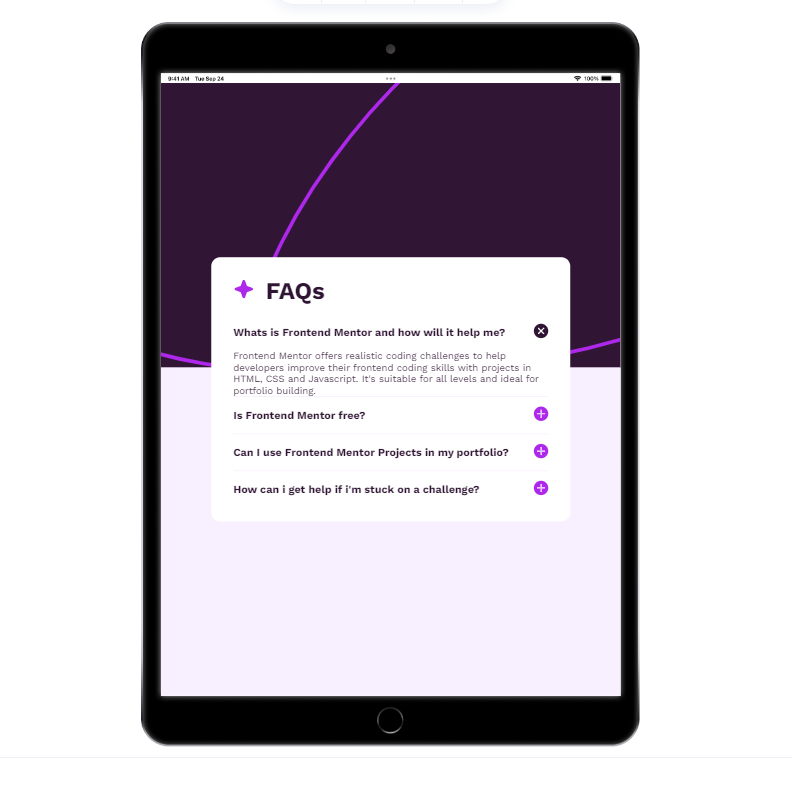 9:41 AM Tue Sep 24
100%
FAQs
Whats is Frontend Mentor and how will it help me?
Frontend Mentor offers realistic coding challenges to help
developers improve their frontend coding skills with projects in
HTML, CSS and Javascript. It's suitable for all levels and ideal for
portfolio building.
Is Frontend Mentor free?
Can I use Frontend Mentor Projects in my portfolio?
How can i get help if i'm stuck on a challenge?